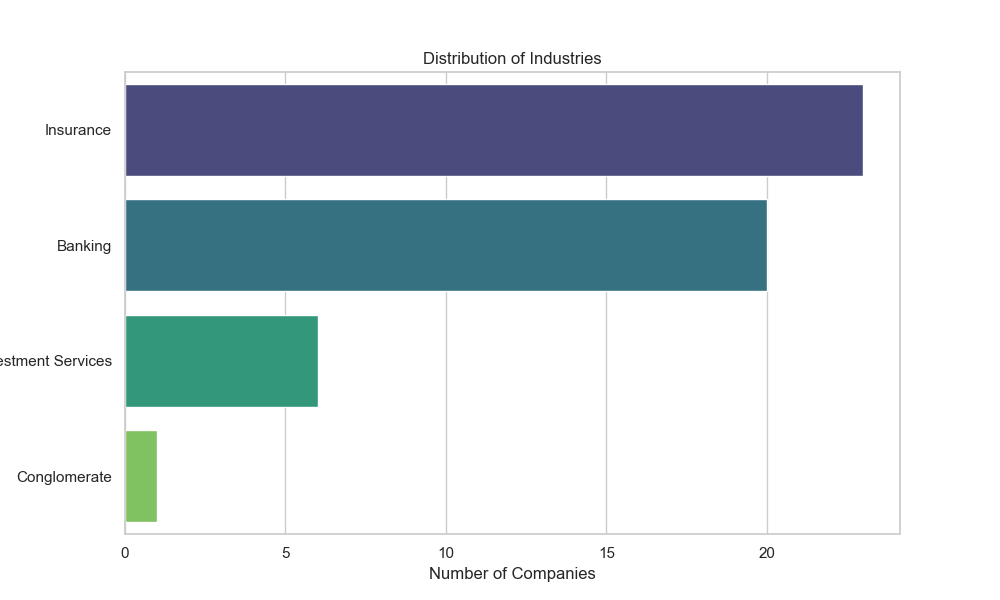 Distribution of Industries
Insurance
Banking
estment Services
Conglomerate
0 5 10 15 20
Number of Companies